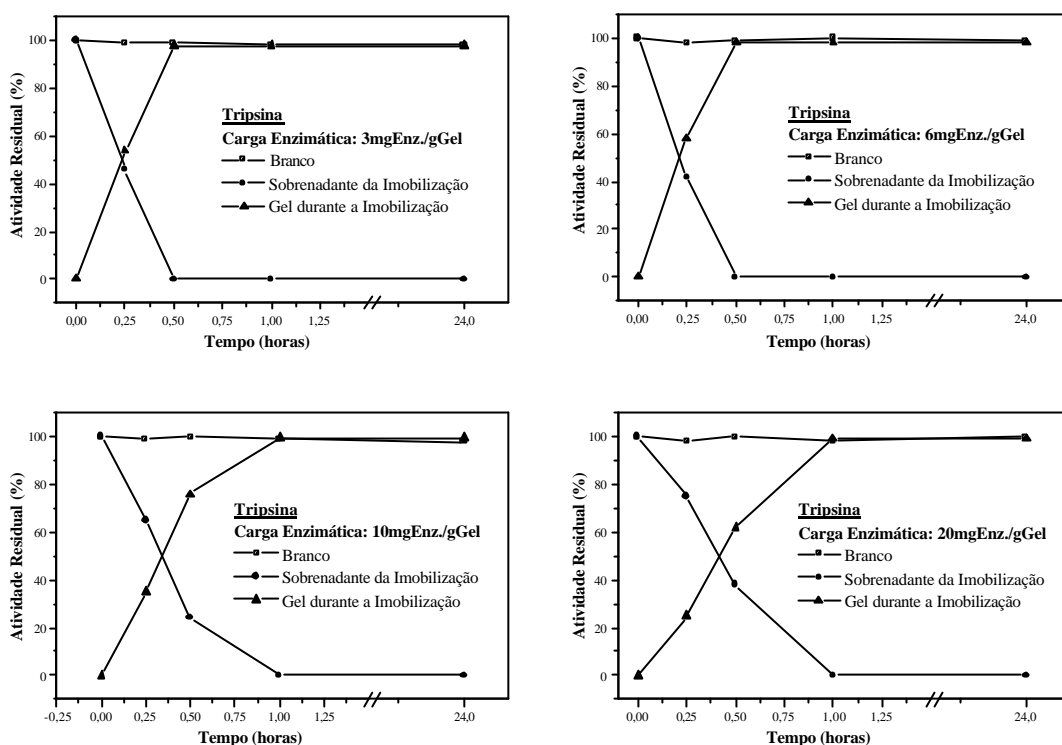 Atividade Residual (%)
100
80
60
40
20
0
Tripsina
Carga Enzimática: 3mgEnz./gGel
Branco
Sobrenadante da Imobilização
Gel durante a Imobilização
0,00 0,25 0,50 0,75 1,00 1,25 24,0
Tempo (horas)
Atividade Residual (%)
100
80
60
40
20
0
Tripsina
Carga Enzimática: 6mgEnz./gGel
Branco
Sobrenadante da Imobilização
Gel durante a Imobilização
0,00 0,25 0,50 0,75 1,00 1,25 24,0
Tempo (horas)
Atividade Residual (%)
100
80
60
40
20
0
Tripsina
Carga Enzimática: 10mgEnz./gGel
Branco
Sobrenadante da Imobilização
Gel durante a Imobilização
-0,25 0,00 0,25 0,50 0,75 1,00 1,25 24,0
Tempo (horas)
Atividade Residual (%)
100
80
60
40
20
0
Tripsina
Carga Enzimática: 20mgEnz./gGel
Branco
Sobrenadante da Imobilização
Gel durante a Imobilização
0,00 0,25 0,50 0,75 1,00 1,25 24,0
Tempo (horas)